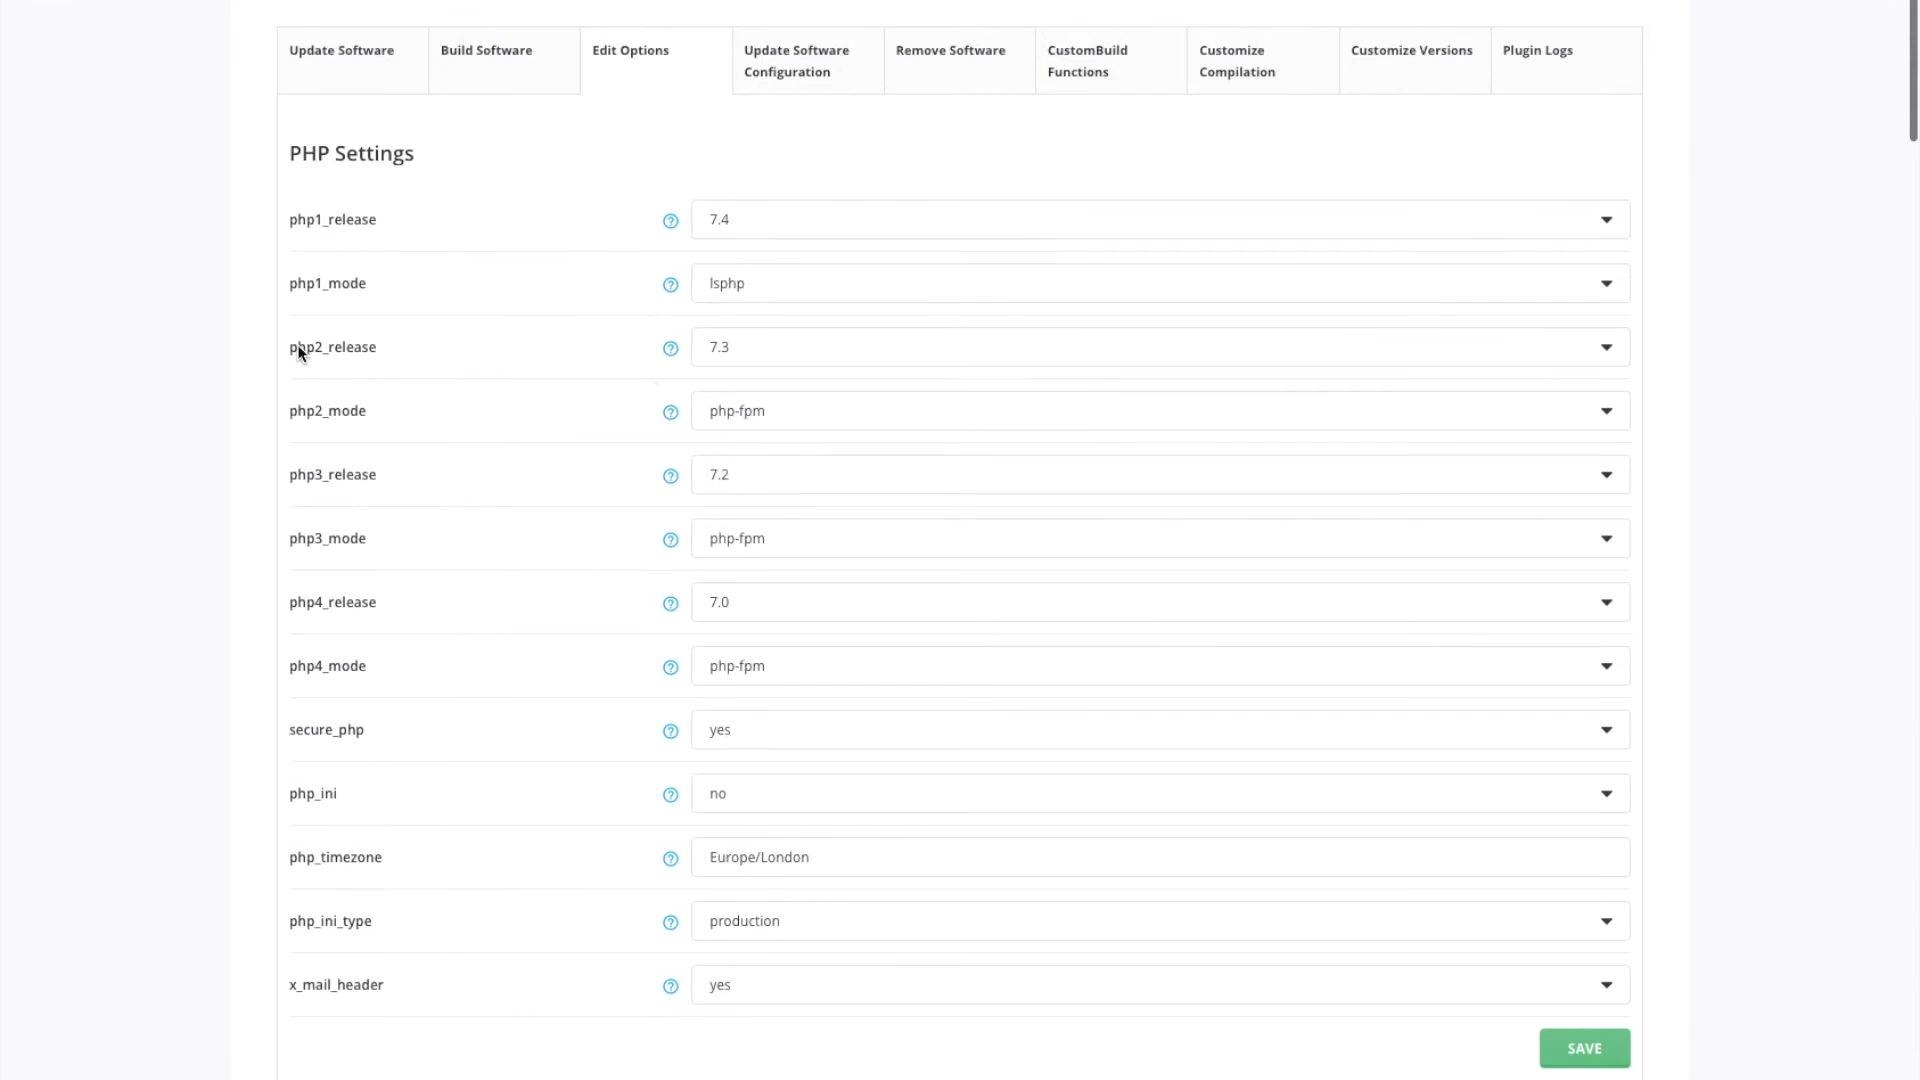 Update Software
Build Software
Edit Options
Update Software
Configuration
Remove Software
CustomBuild
Functions
Customize
Compilation
Customize Versions
Plugin Logs
PHP Settings
php1_release ? 7.4
php1_mode ? lsphp
php2_release ? 7.3
php2_mode ? php-fpm
php3_release ? 7.2
php3_mode ? php-fpm
php4_release ? 7.0
php4_mode ? php-fpm
secure_php ? yes
php_ini ? no
php_timezone ? Europe/London
php_ini_type ? production
x_mail_header ? yes
SAVE